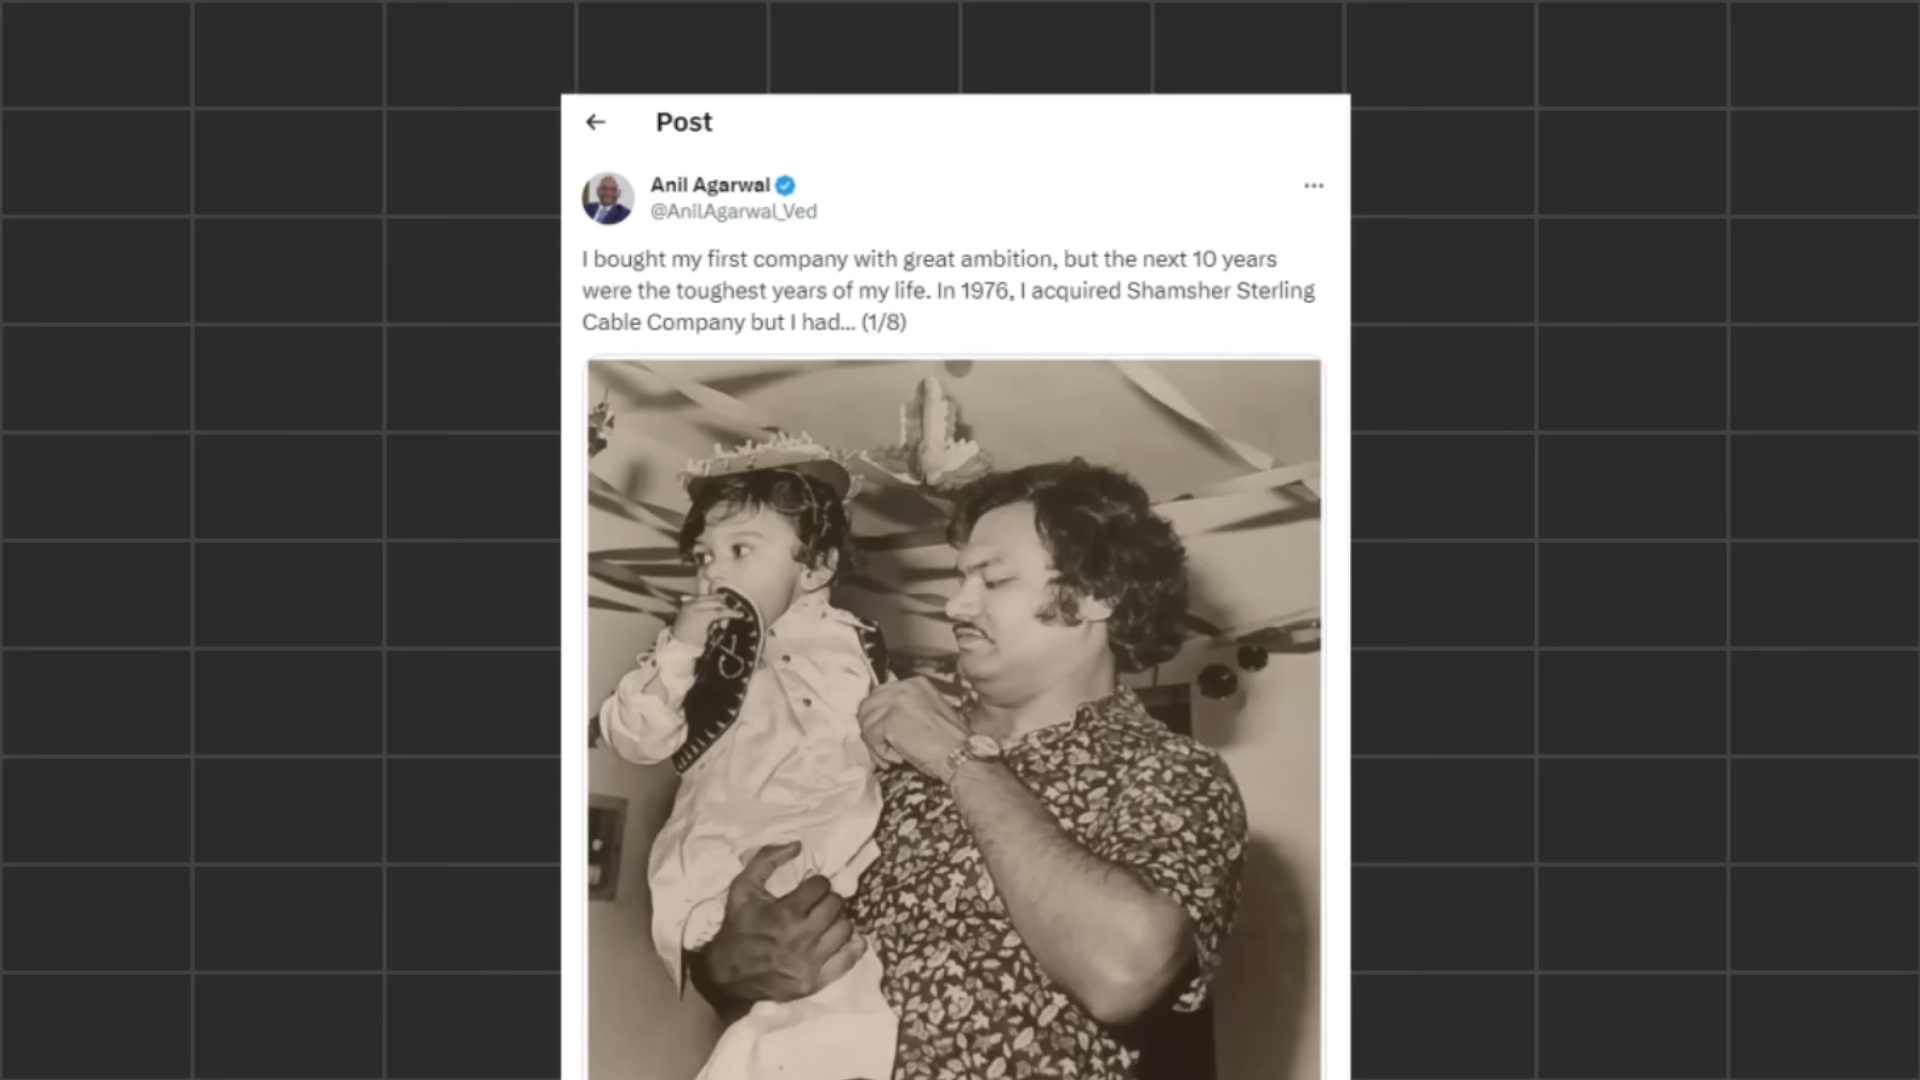 Post
Anil Agarwal
@AnilAgarwal_Ved
I bought my first company with great ambition, but the next 10 years
were the toughest years of my life. In 1976, I acquired Shamsher Sterling
Cable Company but I had... (1/8)